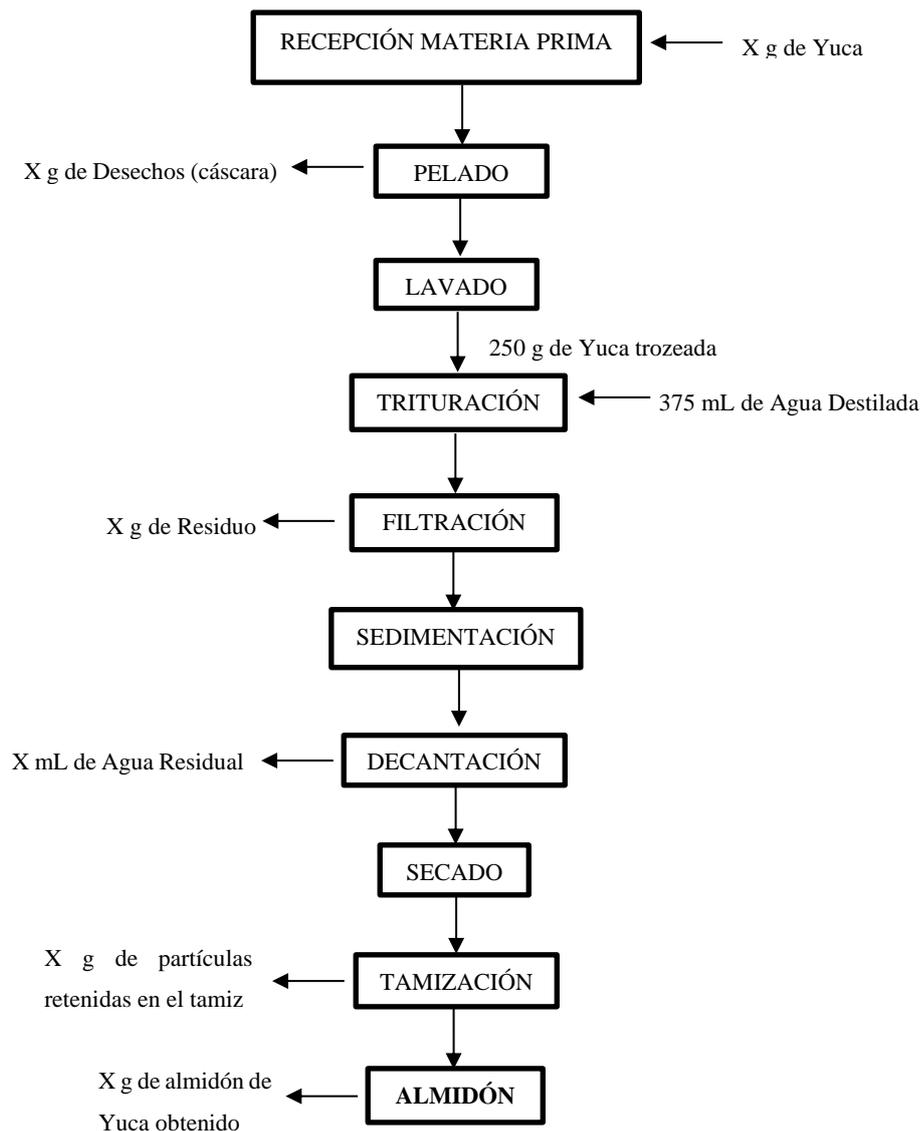 RECEPCIÓN MATERIA PRIMA
X g de Yuca
X g de Desechos (cáscara)
PELADO
LAVADO
250 g de Yuca trozeada
TRITURACIÓN
375 mL de Agua Destilada
X g de Residuo
FILTRACIÓN
SEDIMENTACIÓN
X mL de Agua Residual
DECANTACIÓN
SECADO
X g de partículas
retenidas en el tamiz
TAMIZACIÓN
X g de almidón de
Yuca obtenido
ALMIDÓN